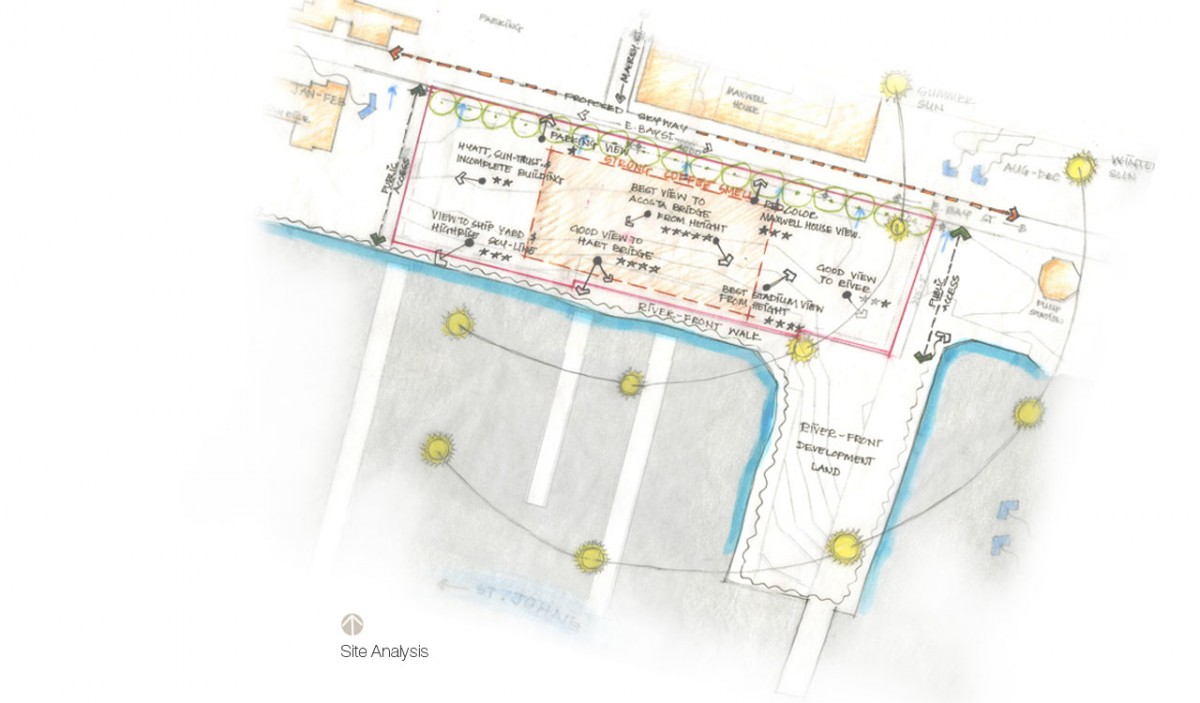 PARKING
MARSH ST
SUMMER
SUN
MAXWELL
HOUSE
JAN-FEB
PROPOSED SKYWAY
E. BAY ST.
WINTER
SUN
AUG-DEC
PUBLIC
ACCESS
PARKING VIEW
HYATT, SUN-TRUST &
INCOMPLETE BUILDING
STRONG COFFEE SMELL
BEST VIEW TO
ACOSTA BRIDGE
FROM HEIGHT
RED COLOR
MAXWELL HOUSE VIEW.
E BAY ST
VIEW TO SHIP YARD &
HIGHRISE SKY-LINE
GOOD VIEW TO
HART BRIDGE
GOOD VIEW
TO RIVER
BEST STADIUM VIEW
FROM HEIGHT
PUBLIC
ACCESS
PUMP
STATION
RIVER-FRONT WALK
RIVER-FRONT
DEVELOPMENT
LAND
Site Analysis